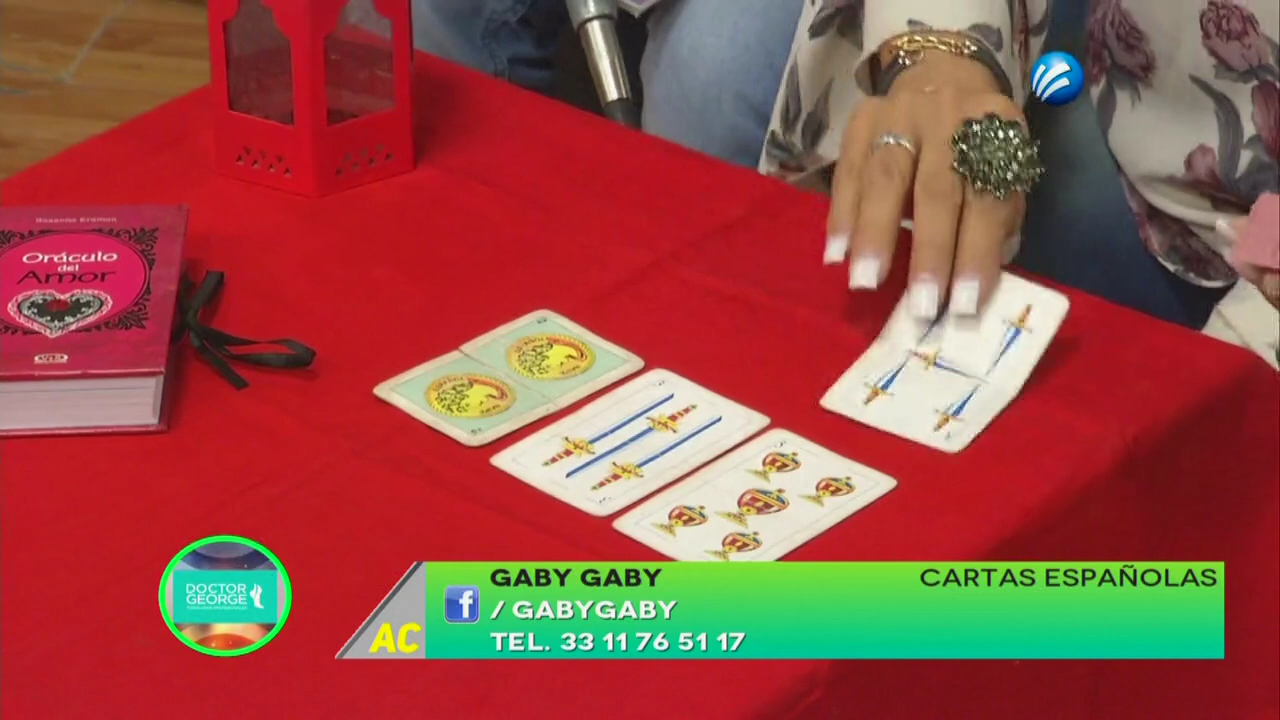 Oráculo
del
Amor
V&R
DOCTOR
GEORGE
AC
GABY GABY
/ GABYGABY
TEL. 33 11 76 51 17
CARTAS ESPAÑOLAS